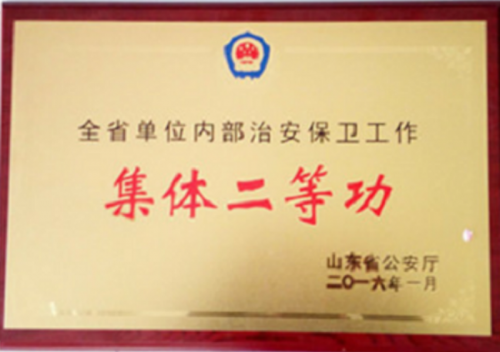 全省单位内部治安保卫工作
集体二等功
山东省公安厅
二〇一六年一月